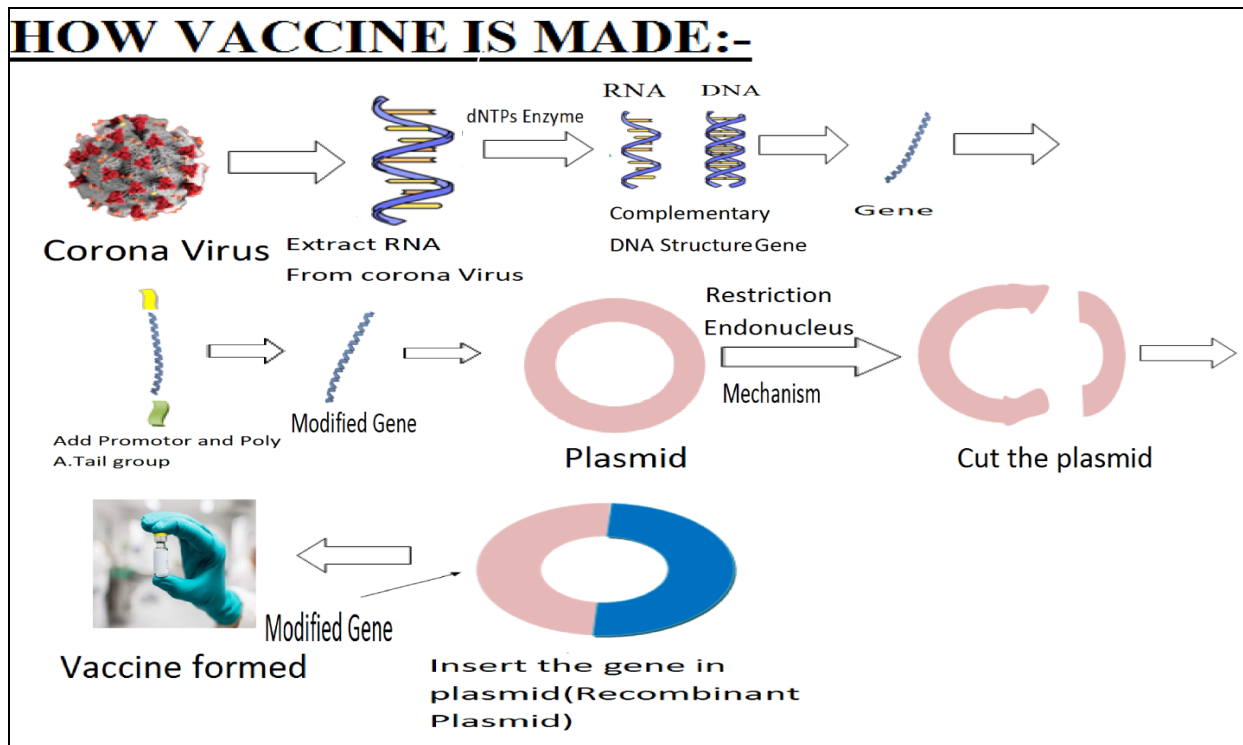 HOW VACCINE IS MADE:-
dNTPs Enzyme
RNA
DNA
Corona Virus
Extract RNA
From corona Virus
Complementary
DNA StructureGene
Gene
Add Promotor and Poly
A.Tail group
Modified Gene
Plasmid
Restriction
Endonucleus
Mechanism
Cut the plasmid
Vaccine formed
Modified Gene
Insert the gene in
plasmid(Recombinant
Plasmid)